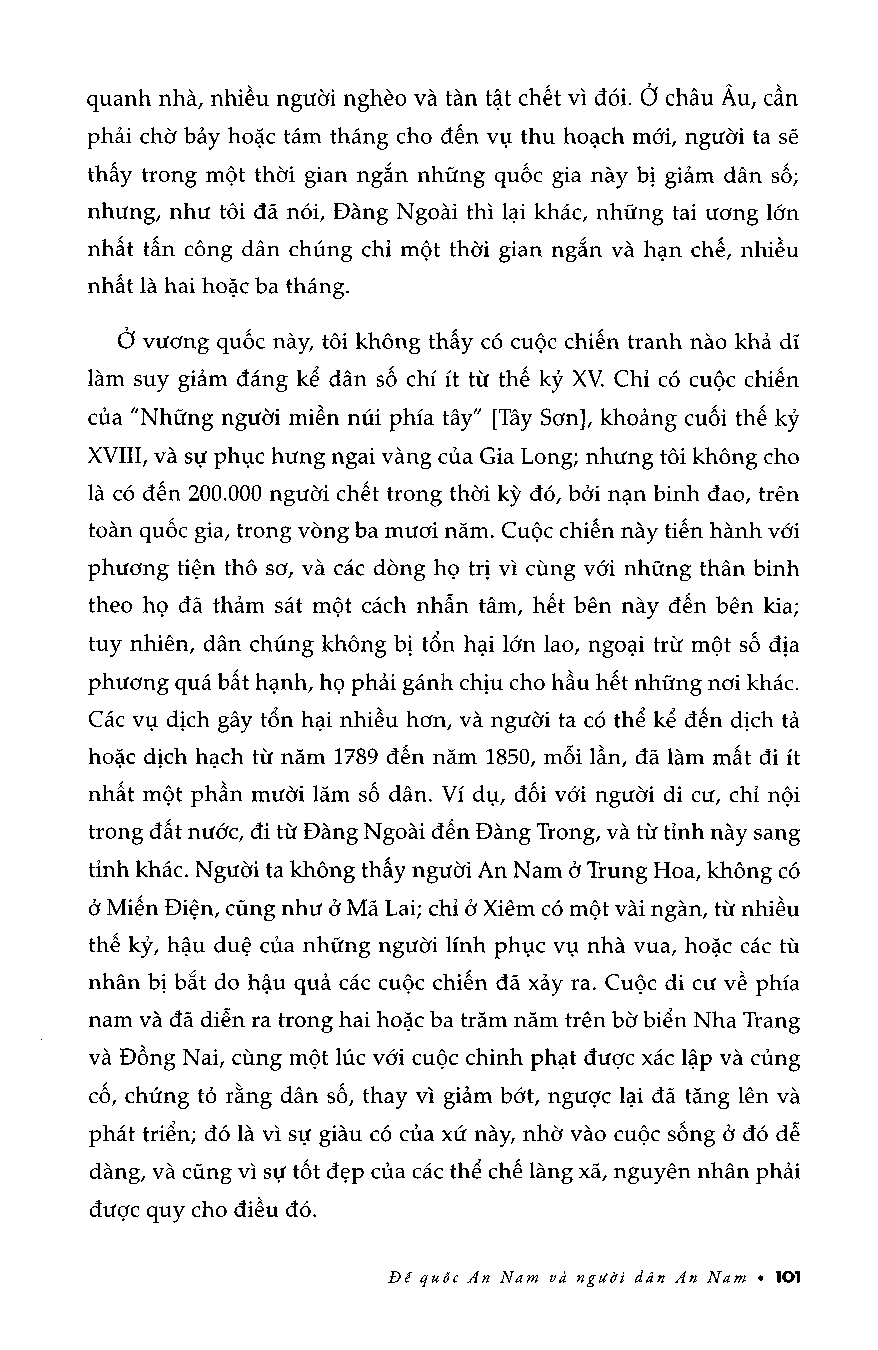 quanh nhà, nhiều người nghèo và tàn tật chết vì đói. Ở châu Âu, cần
phải chờ bảy hoặc tám tháng cho đến vụ thu hoạch mới, người ta sẽ
thấy trong một thời gian ngắn những quốc gia này bị giảm dân số;
nhưng, như tôi đã nói, Đàng Ngoài thì lại khác, những tai ương lớn
nhất tấn công dân chúng chỉ một thời gian ngắn và hạn chế, nhiều
nhất là hai hoặc ba tháng.
Ở vương quốc này, tôi không thấy có cuộc chiến tranh nào khả dĩ
làm suy giảm đáng kể dân số chí ít từ thế kỷ XV. Chỉ có cuộc chiến
của "Những người miền núi phía tây" [Tây Sơn], khoảng cuối thế kỷ
XVIII, và sự phục hưng ngai vàng của Gia Long; nhưng tôi không cho
là có đến 200.000 người chết trong thời kỳ đó, bởi nạn binh đao, trên
toàn quốc gia, trong vòng ba mươi năm. Cuộc chiến này tiến hành với
phương tiện thô sơ, và các dòng họ trị vì cùng với những thân binh
theo họ đã thảm sát một cách nhẫn tâm, hết bên này đến bên kia;
tuy nhiên, dân chúng không bị tổn hại lớn lao, ngoại trừ một số địa
phương quá bất hạnh, họ phải gánh chịu cho hầu hết những nơi khác.
Các vụ dịch gây tổn hại nhiều hơn, và người ta có thể kể đến dịch tả
hoặc dịch hạch từ năm 1789 đến năm 1850, mỗi lần, đã làm mất đi ít
nhất một phần mười lăm số dân. Ví dụ, đối với người di cư, chỉ nội
trong đất nước, đi từ Đàng Ngoài đến Đàng Trong, và từ tỉnh này sang
tỉnh khác. Người ta không thấy người An Nam ở Trung Hoa, không có
ở Miến Điện, cũng như ở Mã Lai; chỉ ở Xiêm có một vài ngàn, từ nhiều
thế kỷ, hậu duệ của những người lính phục vụ nhà vua, hoặc các tù
nhân bị bắt do hậu quả các cuộc chiến đã xảy ra. Cuộc di cư về phía
nam và đã diễn ra trong hai hoặc ba trăm năm trên bờ biển Nha Trang
và Đồng Nai, cùng một lúc với cuộc chinh phạt được xác lập và củng
cố, chứng tỏ rằng dân số, thay vì giảm bớt, ngược lại đã tăng lên và
phát triển; đó là vì sự giàu có của xứ này, nhờ vào cuộc sống ở đó dễ
dàng, và cũng vì sự tốt đẹp của các thể chế làng xã, nguyên nhân phải
được quy cho điều đó.
Đế quốc An Nam và người dân An Nam • 101